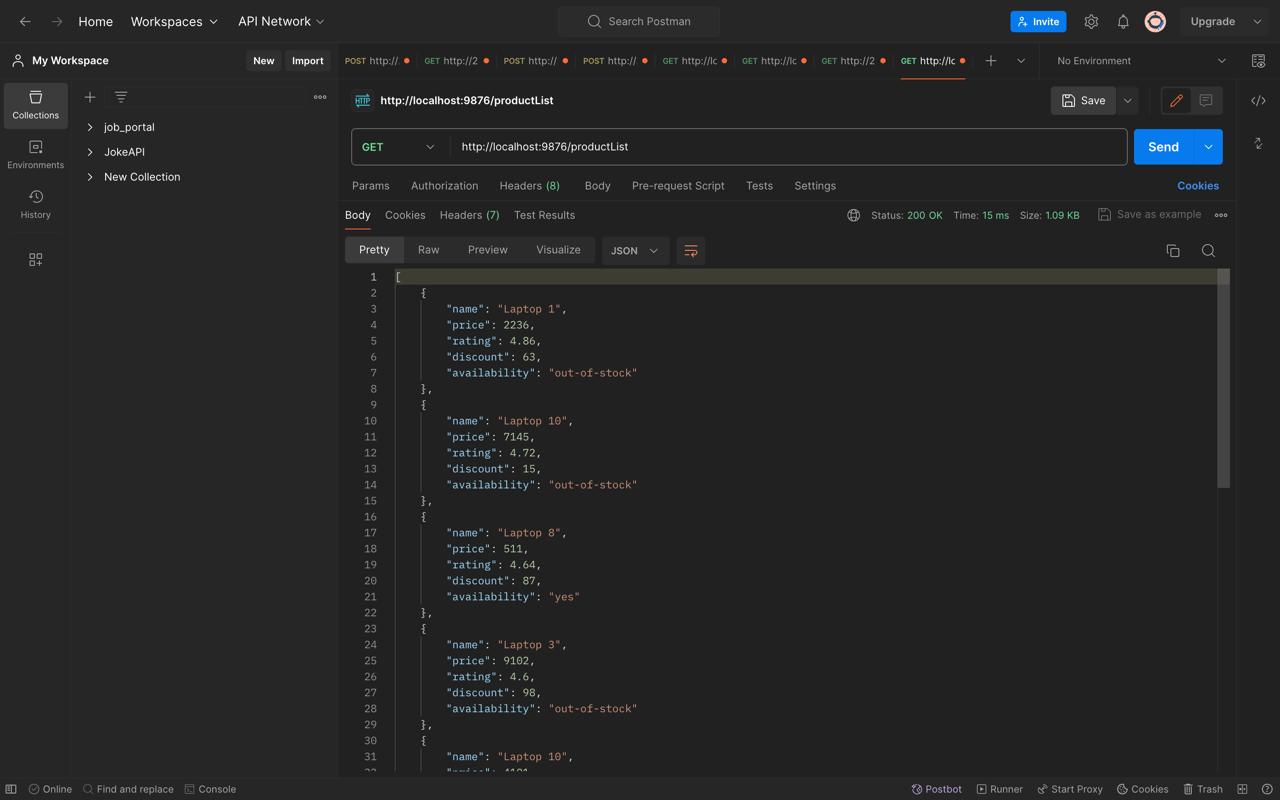 Home Workspaces API Network Search Postman Invite Upgrade
My Workspace New Import POST http://. GET http://2 POST http:// POST http:// GET http://lc GET http://lc GET http://2 GET http://lc No Environment
Collections
Environments
History
job_portal
JokeAPI
New Collection
HTTP http://localhost:9876/productList Save
GET http://localhost:9876/productList Send
Params Authorization Headers (8) Body Pre-request Script Tests Settings Cookies
Body Cookies Headers (7) Test Results Status: 200 OK Time: 15 ms Size: 1.09 KB Save as example
Pretty Raw Preview Visualize JSON
1 [
2 {
3 "name": "Laptop 1",
4 "price": 2236,
5 "rating": 4.86,
6 "discount": 63,
7 "availability": "out-of-stock"
8 },
9 {
10 "name": "Laptop 10",
11 "price": 7145,
12 "rating": 4.72,
13 "discount": 15,
14 "availability": "out-of-stock"
15 },
16 {
17 "name": "Laptop 8",
18 "price": 511,
19 "rating": 4.64,
20 "discount": 87,
21 "availability": "yes"
22 },
23 {
24 "name": "Laptop 3",
25 "price": 9102,
26 "rating": 4.6,
27 "discount": 98,
28 "availability": "out-of-stock"
29 },
30 {
31 "name": "Laptop 10",
Online Find and replace Console Postbot Runner Start Proxy Cookies Trash